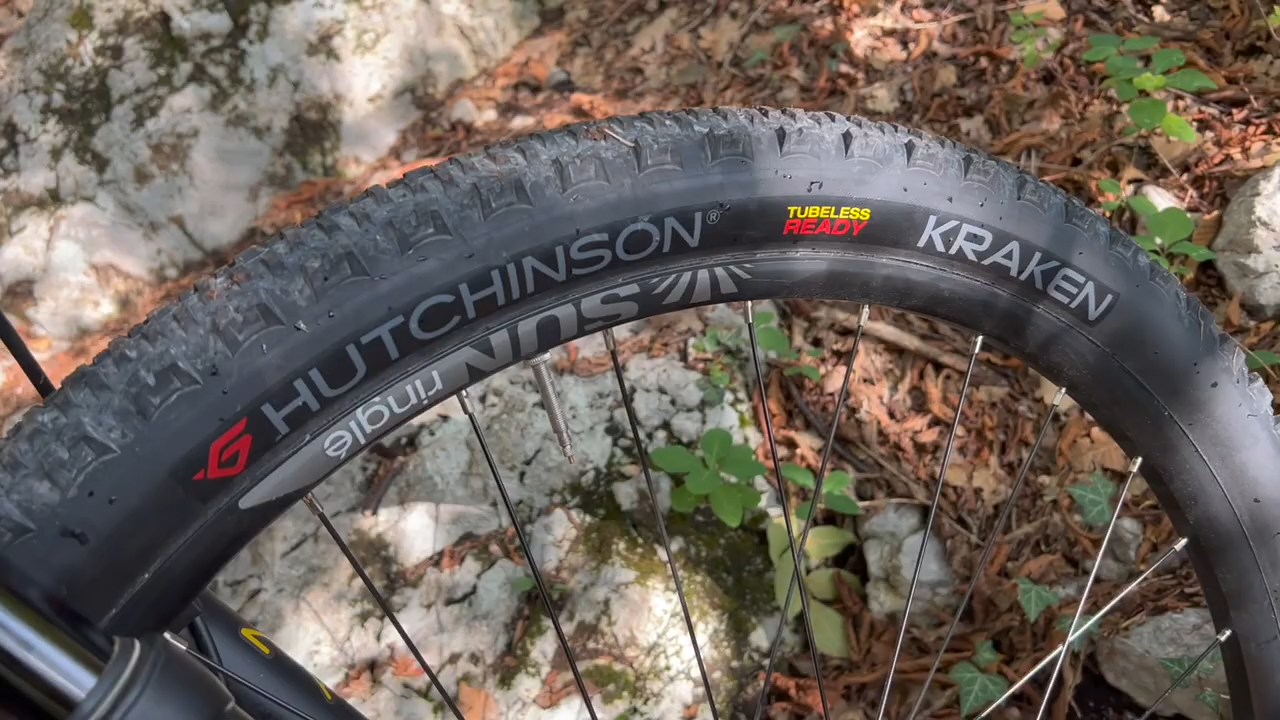 HUTCHINSON®
TUBELESS
READY
KRAKEN
SUN
ringlé